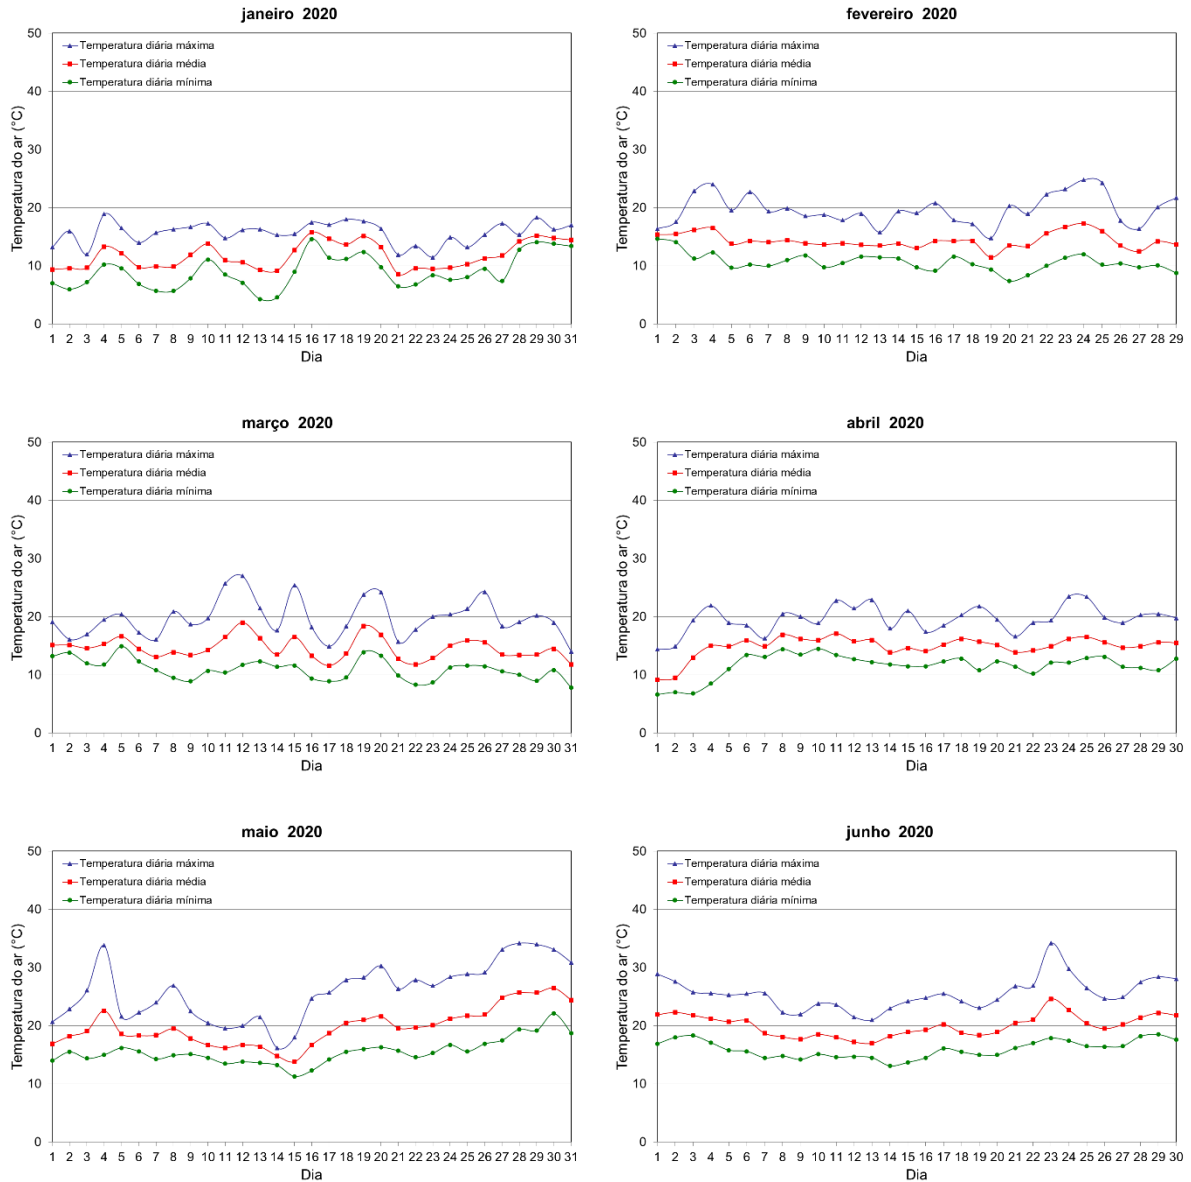 janeiro 2020
50
40
30
20
10
0
Temperatura do ar (°C)
Temperatura diária máxima
Temperatura diária média
Temperatura diária mínima
1 2 3 4 5 6 7 8 9 10 11 12 13 14 15 16 17 18 19 20 21 22 23 24 25 26 27 28 29 30 31
Dia
fevereiro 2020
50
40
30
20
10
0
Temperatura do ar (°C)
Temperatura diária máxima
Temperatura diária média
Temperatura diária mínima
1 2 3 4 5 6 7 8 9 10 11 12 13 14 15 16 17 18 19 20 21 22 23 24 25 26 27 28 29
Dia
março 2020
50
40
30
20
10
0
Temperatura do ar (°C)
Temperatura diária máxima
Temperatura diária média
Temperatura diária mínima
1 2 3 4 5 6 7 8 9 10 11 12 13 14 15 16 17 18 19 20 21 22 23 24 25 26 27 28 29 30 31
Dia
abril 2020
50
40
30
20
10
0
Temperatura do ar (°C)
Temperatura diária máxima
Temperatura diária média
Temperatura diária mínima
1 2 3 4 5 6 7 8 9 10 11 12 13 14 15 16 17 18 19 20 21 22 23 24 25 26 27 28 29 30
Dia
maio 2020
50
40
30
20
10
0
Temperatura do ar (°C)
Temperatura diária máxima
Temperatura diária média
Temperatura diária mínima
1 2 3 4 5 6 7 8 9 10 11 12 13 14 15 16 17 18 19 20 21 22 23 24 25 26 27 28 29 30 31
Dia
junho 2020
50
40
30
20
10
0
Temperatura do ar (°C)
Temperatura diária máxima
Temperatura diária média
Temperatura diária mínima
1 2 3 4 5 6 7 8 9 10 11 12 13 14 15 16 17 18 19 20 21 22 23 24 25 26 27 28 29 30
Dia